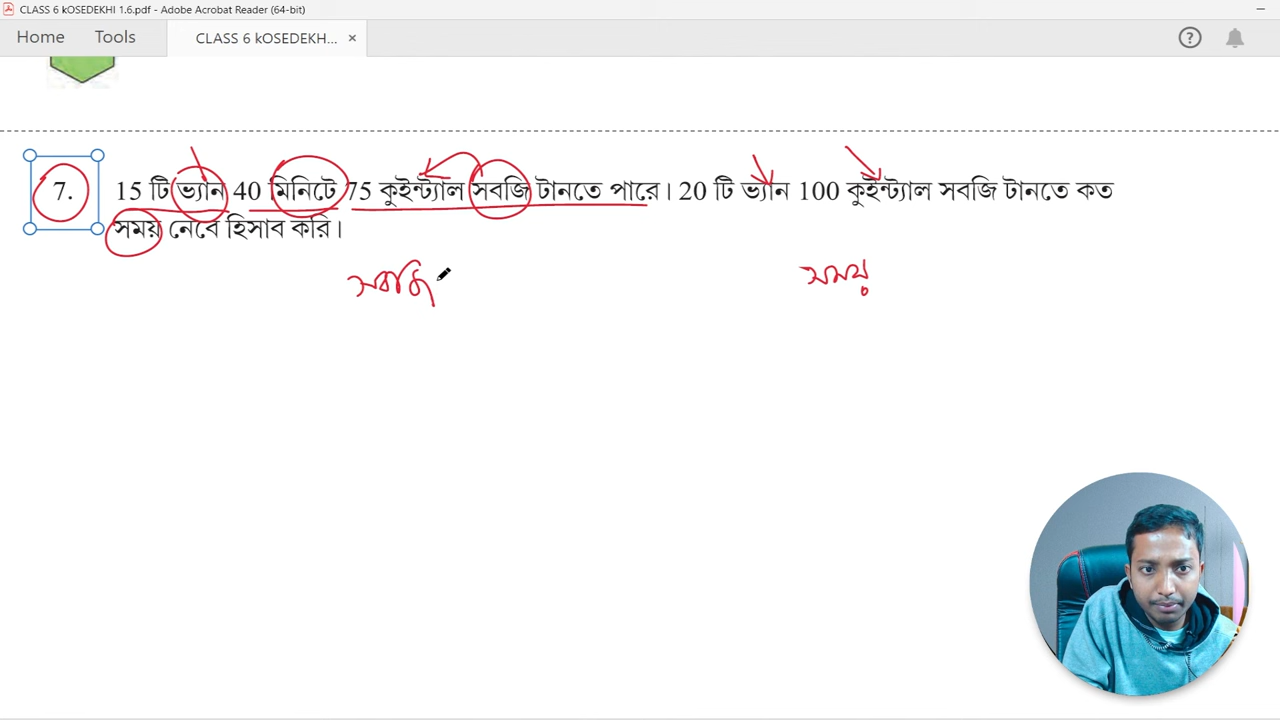 CLASS 6 kOSEDEKHI 1.6.pdf - Adobe Acrobat Reader (64-bit)
Home Tools CLASS 6 kOSEDEKH... ×
7. 15 টি ভ্যান 40 মিনিটে 75 কুইন্ট্যাল সবজি টানতে পারে। 20 টি ভ্যান 100 কুইন্ট্যাল সবজি টানতে কত
সময় নেবে হিসাব করি।
সবজি সময়